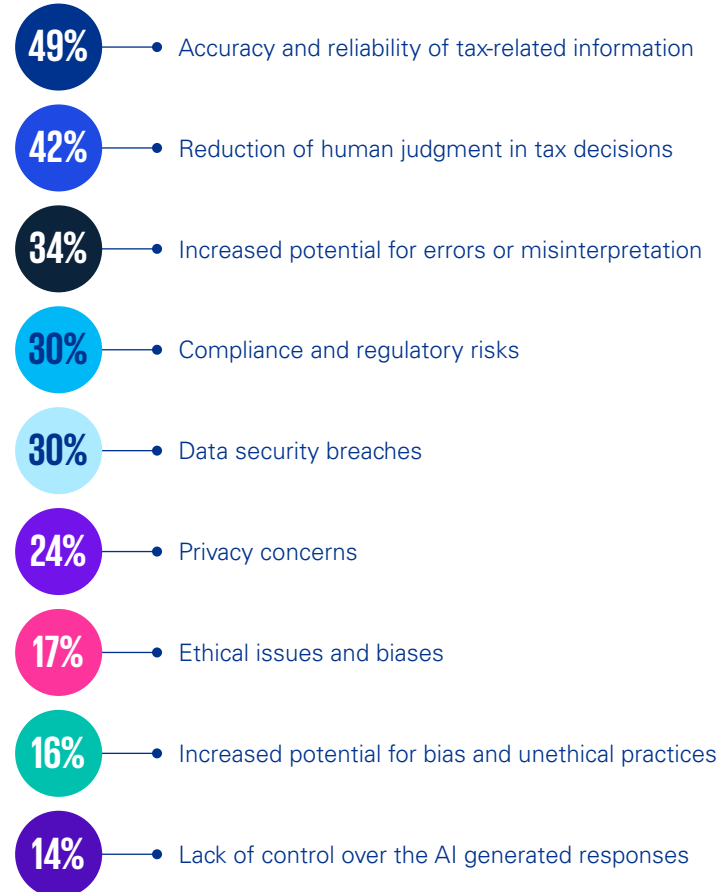 49% Accuracy and reliability of tax-related information
42% Reduction of human judgment in tax decisions
34% Increased potential for errors or misinterpretation
30% Compliance and regulatory risks
30% Data security breaches
24% Privacy concerns
17% Ethical issues and biases
16% Increased potential for bias and unethical practices
14% Lack of control over the AI generated responses